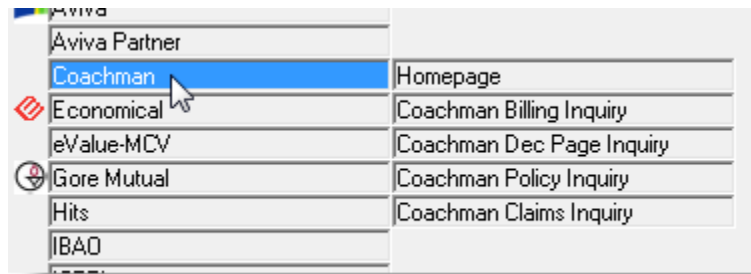 Aviva
Aviva Partner
Coachman Homepage
Economical Coachman Billing Inquiry
eValue-MCV Coachman Dec Page Inquiry
Gore Mutual Coachman Policy Inquiry
Hits Coachman Claims Inquiry
IBAO